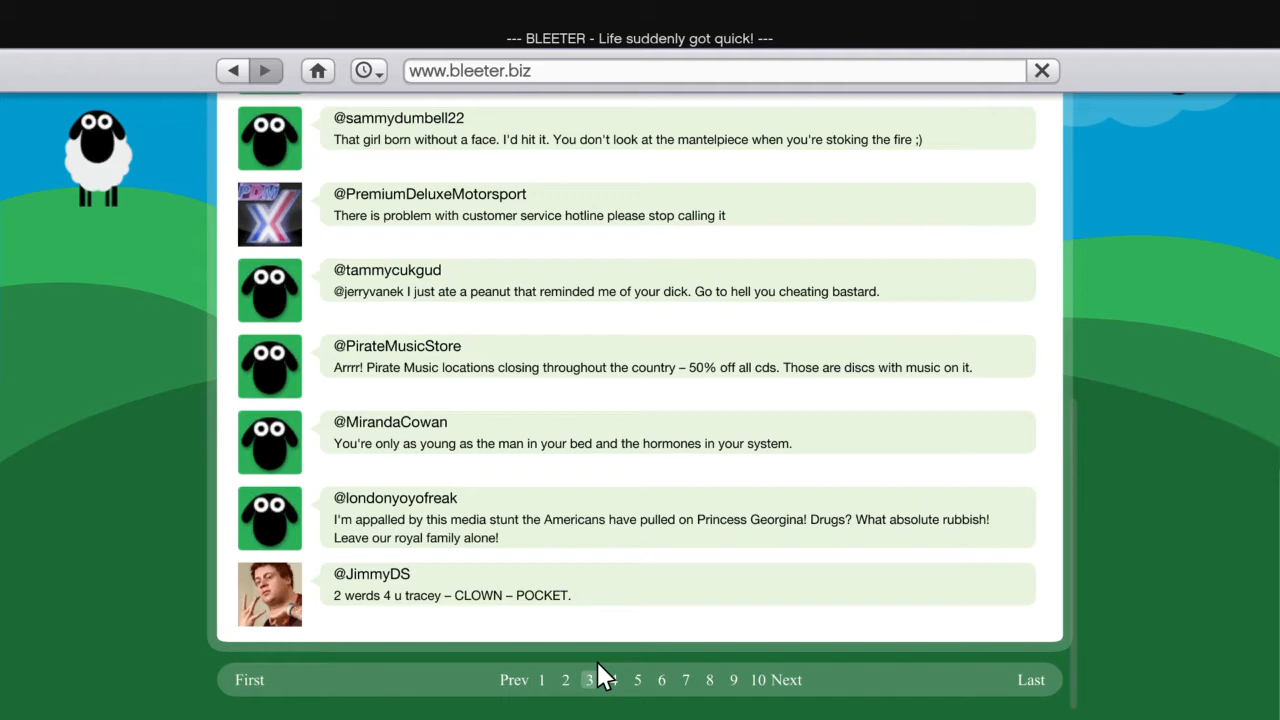 --- BLEETER - Life suddenly got quick! ---
www.bleeter.biz
@sammydumbell22
That girl born without a face. I'd hit it. You don't look at the mantelpiece when you're stoking the fire ;)
PDM
X
@PremiumDeluxeMotorsport
There is problem with customer service hotline please stop calling it
@tammycukgud
@jerryvanek I just ate a peanut that reminded me of your dick. Go to hell you cheating bastard.
@PirateMusicStore
Arrrr! Pirate Music locations closing throughout the country – 50% off all cds. Those are discs with music on it.
@MirandaCowan
You're only as young as the man in your bed and the hormones in your system.
@londonyoyofreak
I'm appalled by this media stunt the Americans have pulled on Princess Georgina! Drugs? What absolute rubbish!
Leave our royal family alone!
@JimmyDS
2 werds 4 u tracey – CLOWN – POCKET.
First Prev 1 2 3 5 6 7 8 9 10 Next Last